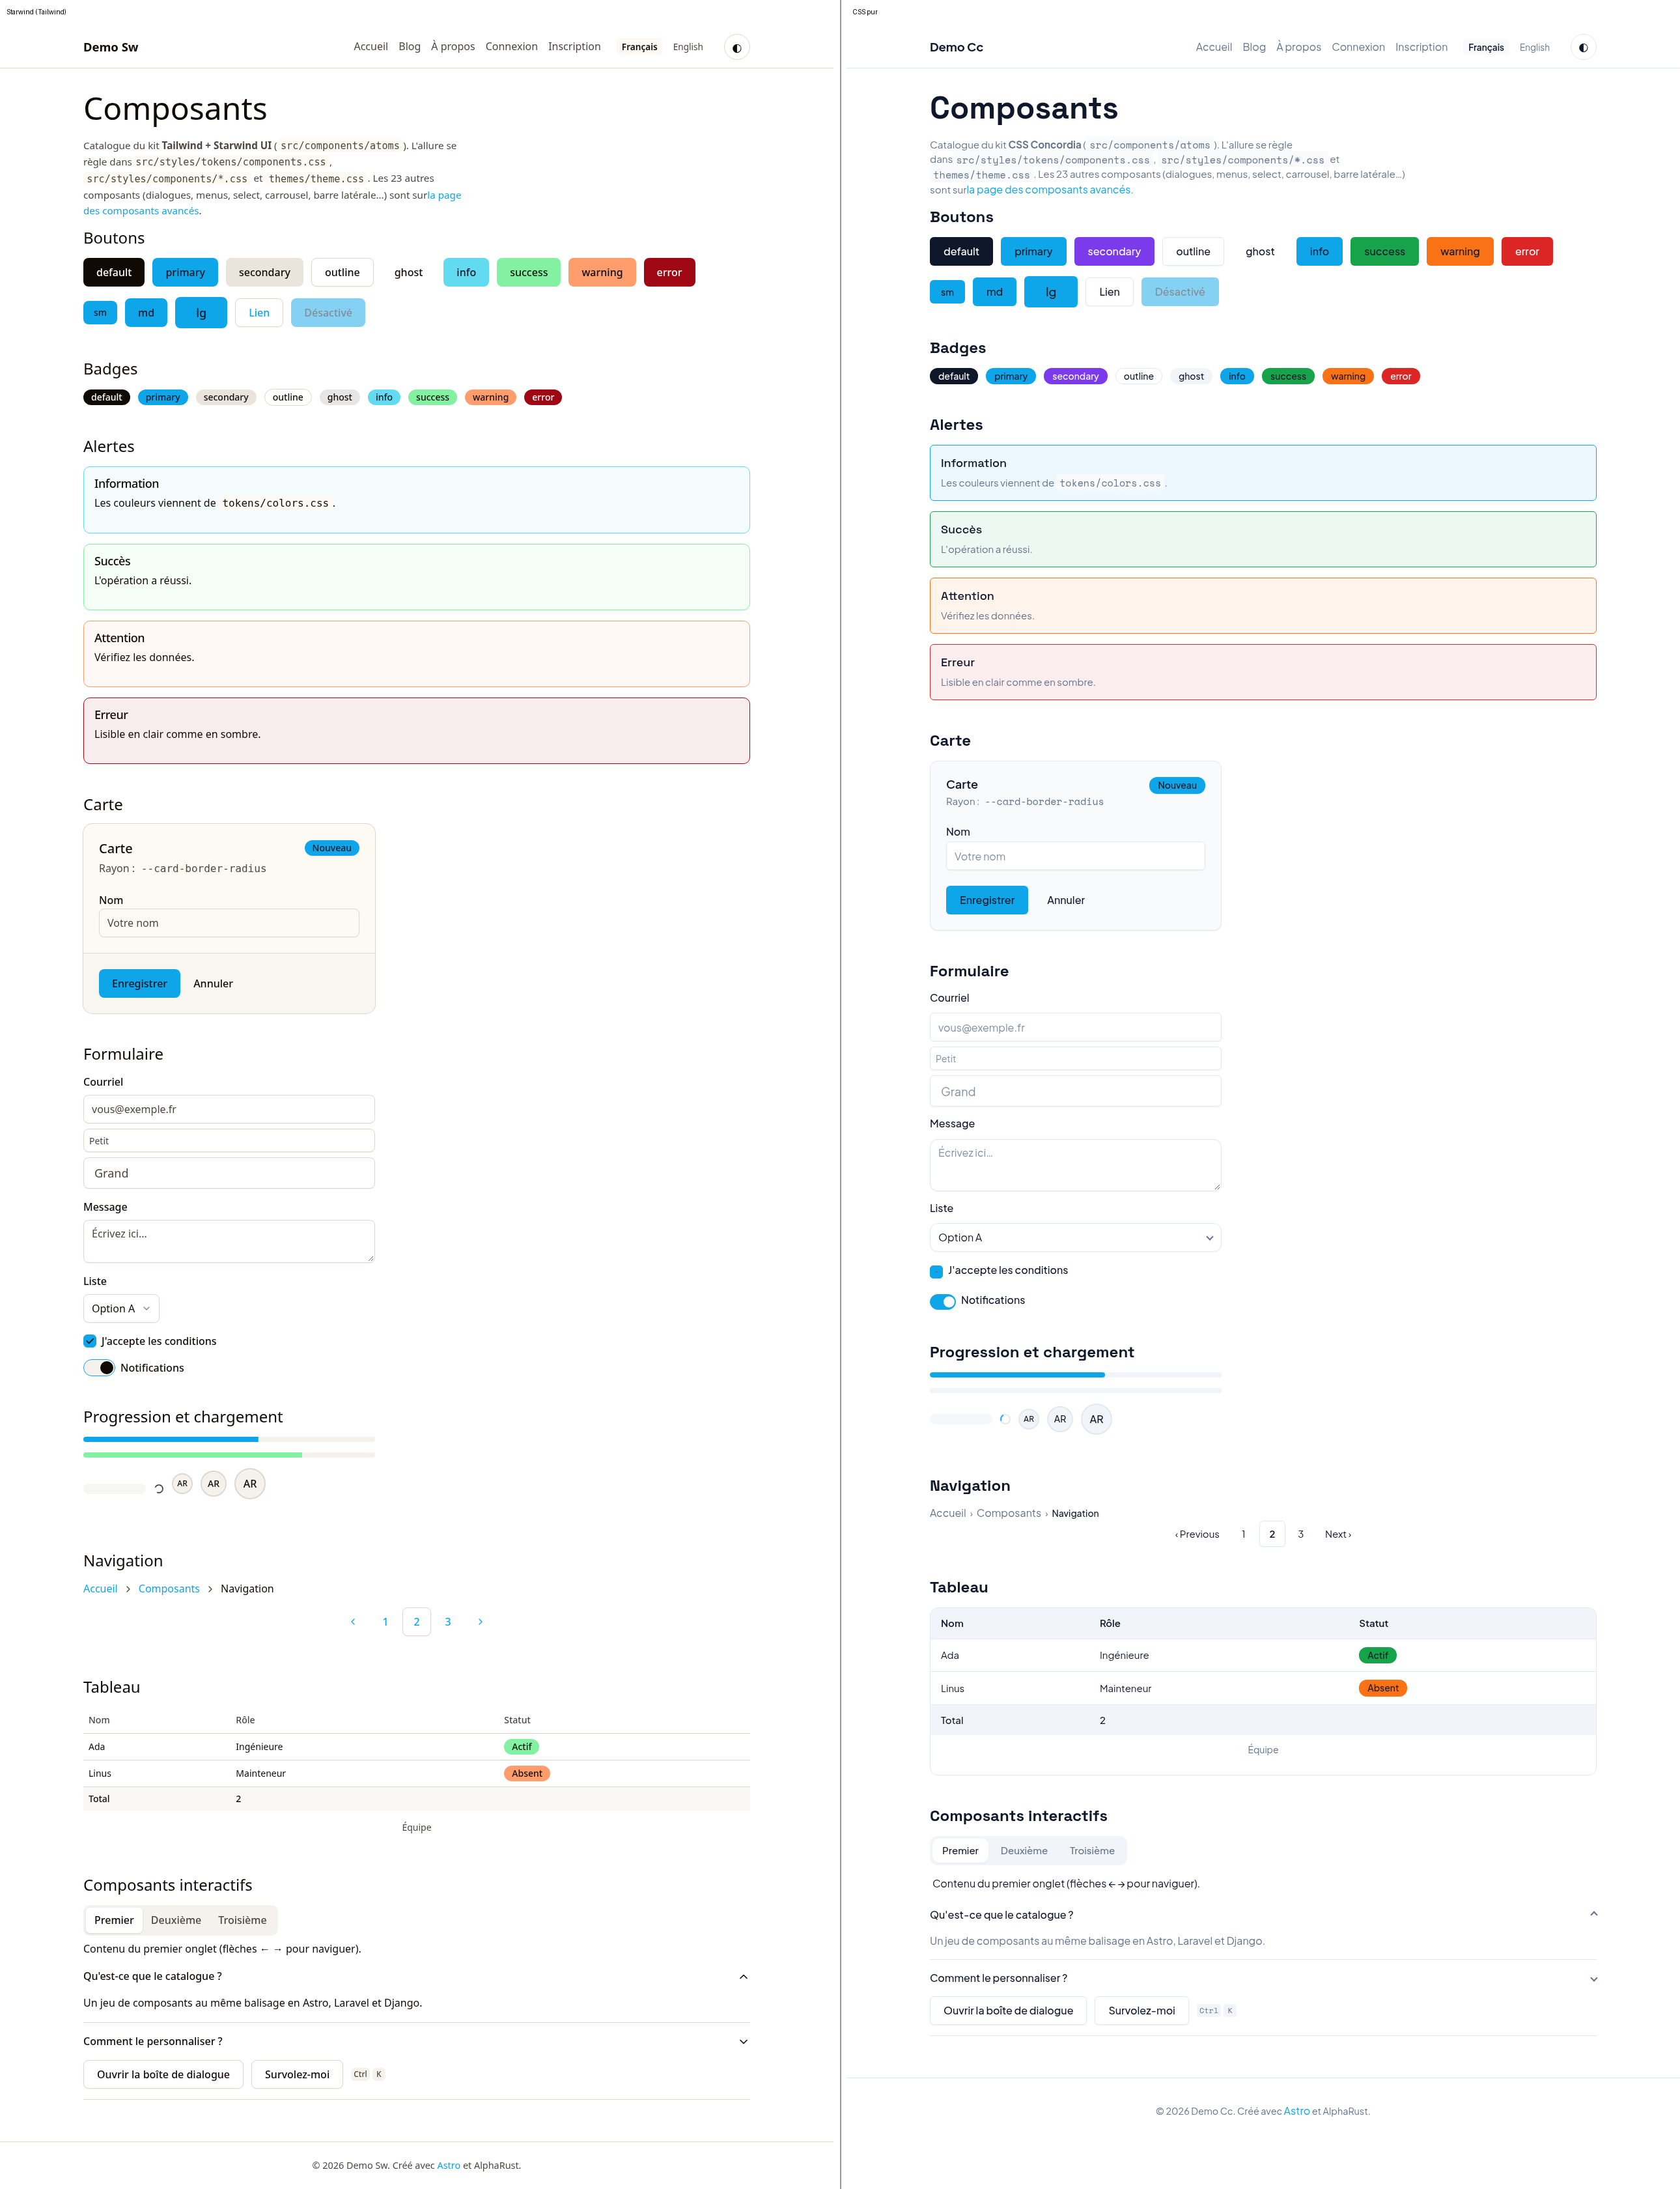 Starwind (Tailwind)
Demo Sw
Accueil Blog À propos Connexion Inscription Français English
Composants
Catalogue du kit Tailwind + Starwind UI ( src/components/atoms ). L'allure se
règle dans src/styles/tokens/components.css ,
src/styles/components/*.css et themes/theme.css . Les 23 autres
composants (dialogues, menus, select, carrousel, barre latérale…) sont surla page
des composants avancés.
Boutons
default primary secondary outline ghost info success warning error
sm md lg Lien Désactivé
Badges
default primary secondary outline ghost info success warning error
Alertes
Information
Les couleurs viennent de tokens/colors.css .
Succès
L'opération a réussi.
Attention
Vérifiez les données.
Erreur
Lisible en clair comme en sombre.
Carte
Carte Nouveau
Rayon : --card-border-radius
Nom
Votre nom
Enregistrer Annuler
Formulaire
Courriel
vous@exemple.fr
Petit
Grand
Message
Écrivez ici…
Liste
Option A
J'accepte les conditions
Notifications
Progression et chargement
AR AR AR
Navigation
Accueil > Composants > Navigation
‹ 1 2 3 ›
Tableau
Nom Rôle Statut
Ada Ingénieure Actif
Linus Mainteneur Absent
Total 2
Équipe
Composants interactifs
Premier Deuxième Troisième
Contenu du premier onglet (flèches ← → pour naviguer).
Qu'est-ce que le catalogue ?
Un jeu de composants au même balisage en Astro, Laravel et Django.
Comment le personnaliser ?
Ouvrir la boîte de dialogue Survolez-moi Ctrl K
© 2026 Demo Sw. Créé avec Astro et AlphaRust.
CSS pur
Demo Cc
Accueil Blog À propos Connexion Inscription Français English
Composants
Catalogue du kit CSS Concordia ( src/components/atoms ). L'allure se règle
dans src/styles/tokens/components.css , src/styles/components/*.css et
themes/theme.css . Les 23 autres composants (dialogues, menus, select, carrousel, barre latérale…)
sont surla page des composants avancés.
Boutons
default primary secondary outline ghost info success warning error
sm md lg Lien Désactivé
Badges
default primary secondary outline ghost info success warning error
Alertes
Information
Les couleurs viennent de tokens/colors.css .
Succès
L'opération a réussi.
Attention
Vérifiez les données.
Erreur
Lisible en clair comme en sombre.
Carte
Carte Nouveau
Rayon : --card-border-radius
Nom
Votre nom
Enregistrer Annuler
Formulaire
Courriel
vous@exemple.fr
Petit
Grand
Message
Écrivez ici…
Liste
Option A
J'accepte les conditions
Notifications
Progression et chargement
AR AR AR
Navigation
Accueil › Composants › Navigation
‹ Previous 1 2 3 Next ›
Tableau
Nom Rôle Statut
Ada Ingénieure Actif
Linus Mainteneur Absent
Total 2
Équipe
Composants interactifs
Premier Deuxième Troisième
Contenu du premier onglet (flèches ← → pour naviguer).
Qu'est-ce que le catalogue ?
Un jeu de composants au même balisage en Astro, Laravel et Django.
Comment le personnaliser ?
Ouvrir la boîte de dialogue Survolez-moi Ctrl K
© 2026 Demo Cc. Créé avec Astro et AlphaRust.